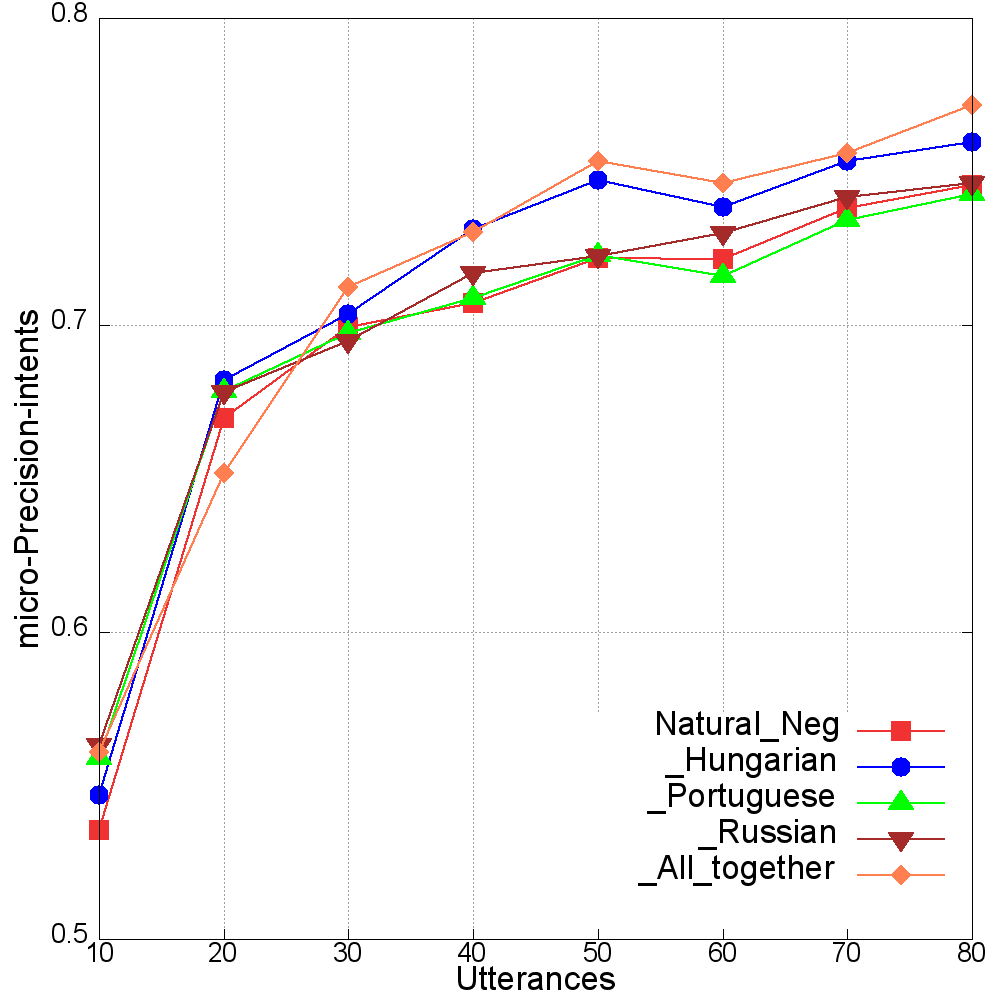 0.8
0.7
0.6
0.5
micro-Precision-intents
Natural_Neg
_Hungarian
_Portuguese
_Russian
_All_together
10 20 30 40 50 60 70 80
Utterances